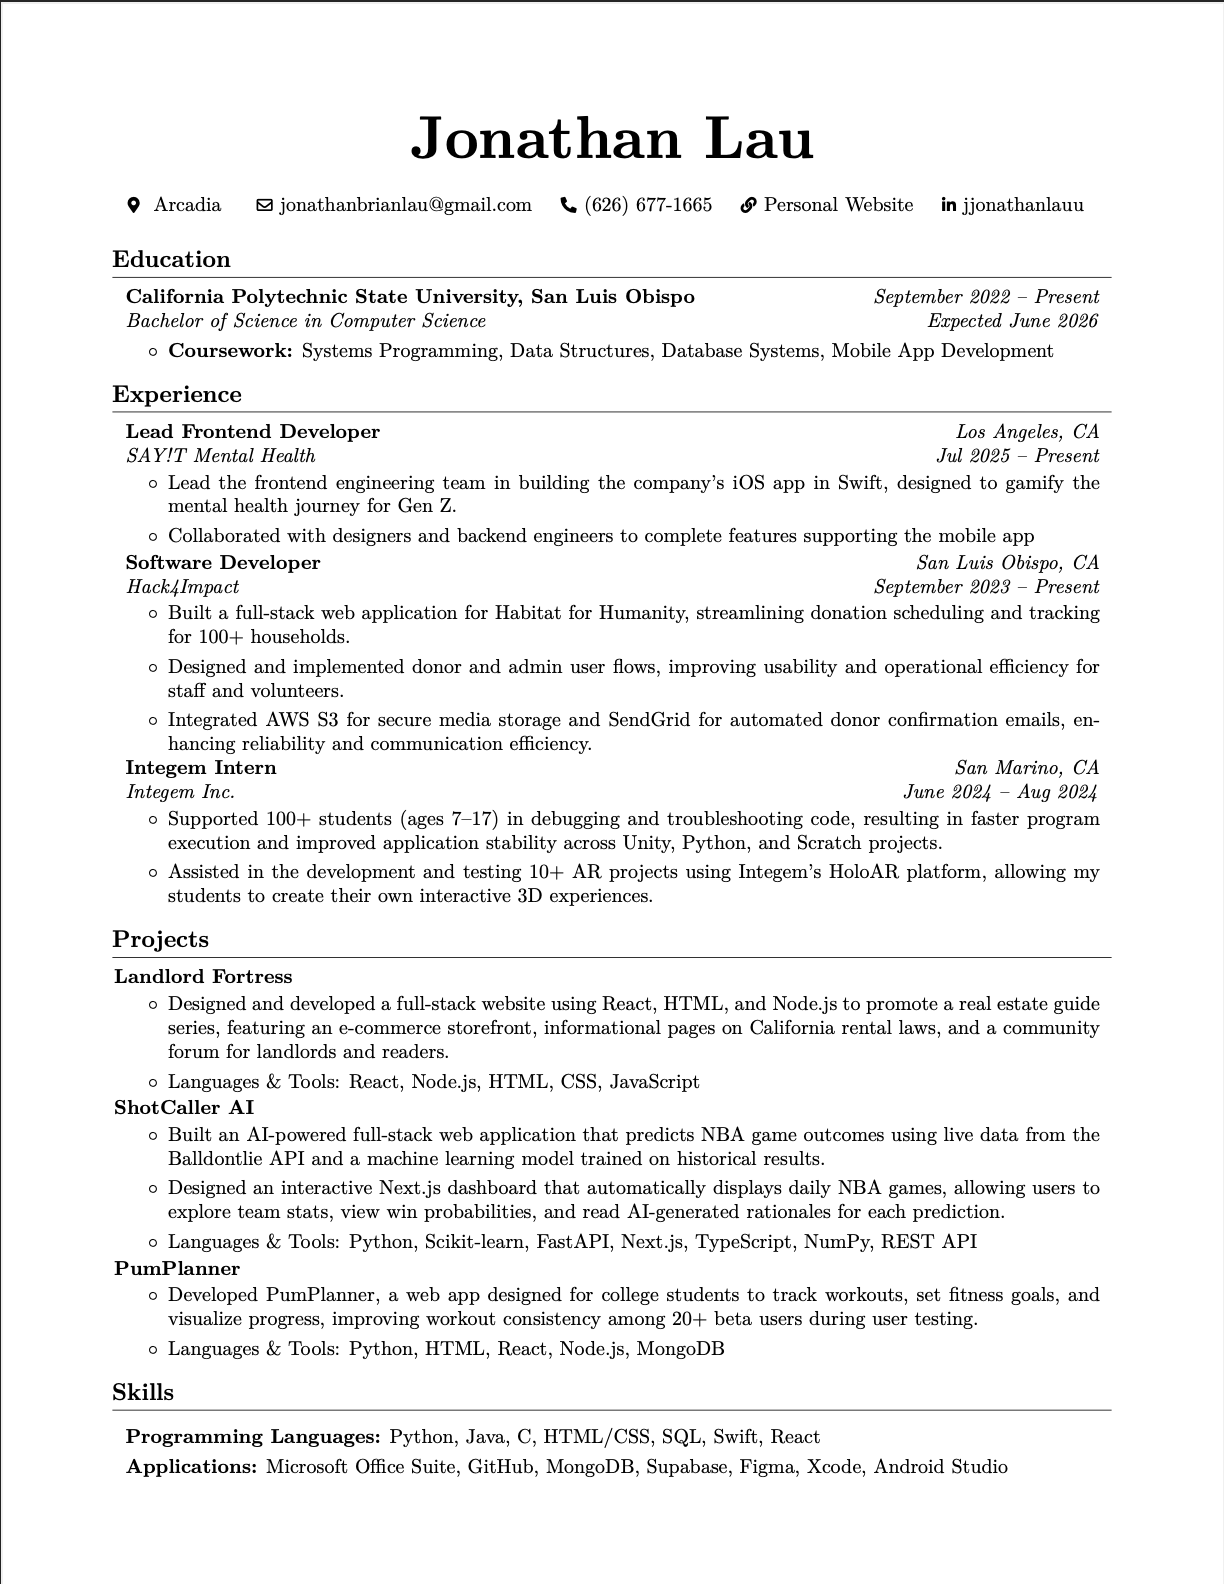 Jonathan Lau
Arcadia jonathanbrianlau@gmail.com (626) 677-1665 Personal Website jjonathanlauu
Education
California Polytechnic State University, San Luis Obispo September 2022 – Present
Bachelor of Science in Computer Science Expected June 2026
Coursework: Systems Programming, Data Structures, Database Systems, Mobile App Development
Experience
Lead Frontend Developer Los Angeles, CA
SAY!T Mental Health Jul 2025 – Present
Lead the frontend engineering team in building the company's iOS app in Swift, designed to gamify the
mental health journey for Gen Z.
Collaborated with designers and backend engineers to complete features supporting the mobile app
Software Developer San Luis Obispo, CA
Hack4Impact September 2023 – Present
Built a full-stack web application for Habitat for Humanity, streamlining donation scheduling and tracking
for 100+ households.
Designed and implemented donor and admin user flows, improving usability and operational efficiency for
staff and volunteers.
Integrated AWS S3 for secure media storage and SendGrid for automated donor confirmation emails, en-
hancing reliability and communication efficiency.
Integem Intern San Marino, CA
Integem Inc. June 2024 – Aug 2024
Supported 100+ students (ages 7–17) in debugging and troubleshooting code, resulting in faster program
execution and improved application stability across Unity, Python, and Scratch projects.
Assisted in the development and testing 10+ AR projects using Integem's HoloAR platform, allowing my
students to create their own interactive 3D experiences.
Projects
Landlord Fortress
Designed and developed a full-stack website using React, HTML, and Node.js to promote a real estate guide
series, featuring an e-commerce storefront, informational pages on California rental laws, and a community
forum for landlords and readers.
Languages & Tools: React, Node.js, HTML, CSS, JavaScript
ShotCaller AI
Built an AI-powered full-stack web application that predicts NBA game outcomes using live data from the
Balldontlie API and a machine learning model trained on historical results.
Designed an interactive Next.js dashboard that automatically displays daily NBA games, allowing users to
explore team stats, view win probabilities, and read AI-generated rationales for each prediction.
Languages & Tools: Python, Scikit-learn, FastAPI, Next.js, TypeScript, NumPy, REST API
PumPlanner
Developed PumPlanner, a web app designed for college students to track workouts, set fitness goals, and
visualize progress, improving workout consistency among 20+ beta users during user testing.
Languages & Tools: Python, HTML, React, Node.js, MongoDB
Skills
Programming Languages: Python, Java, C, HTML/CSS, SQL, Swift, React
Applications: Microsoft Office Suite, GitHub, MongoDB, Supabase, Figma, Xcode, Android Studio